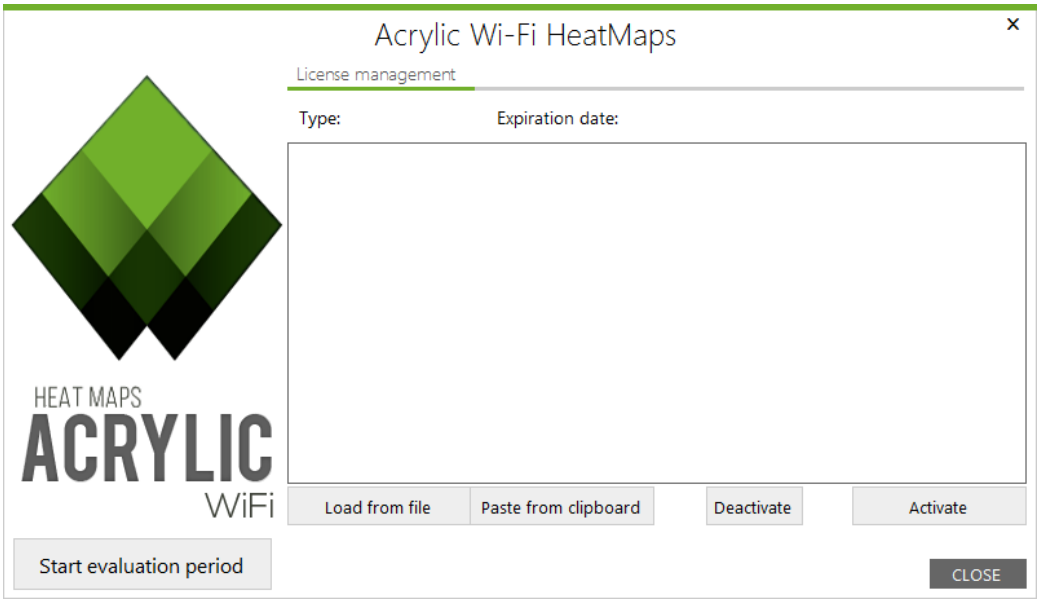 Acrylic Wi-Fi HeatMaps
×
License management
Type:
Expiration date:
HEAT MAPS
ACRYLIC
WiFi
Load from file
Paste from clipboard
Deactivate
Activate
Start evaluation period
CLOSE